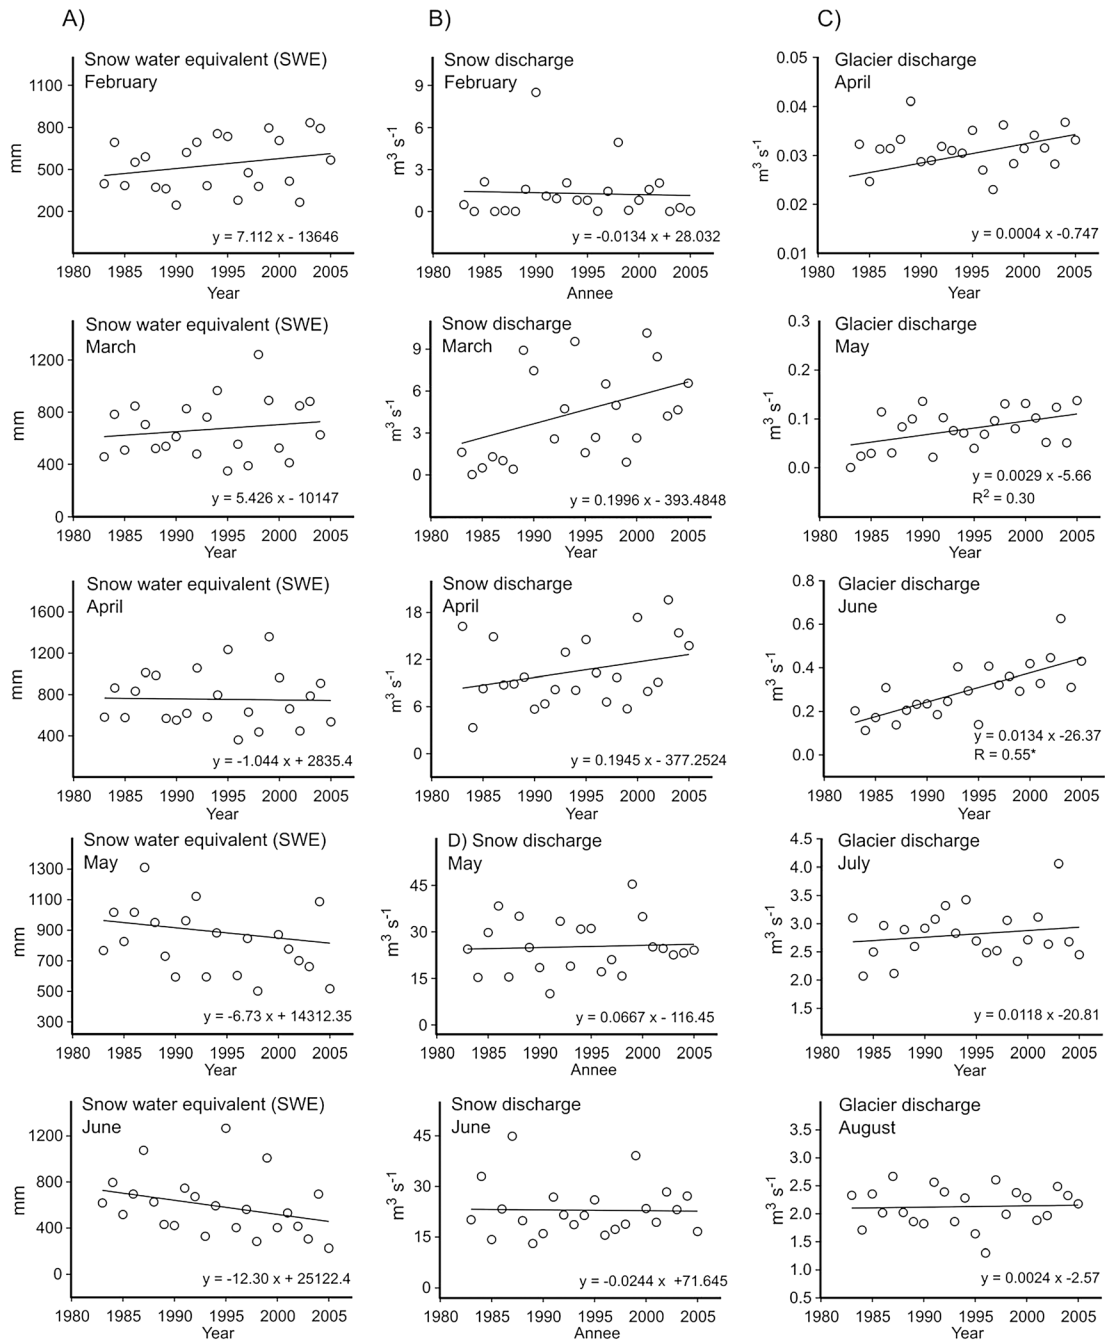 A)
B)
C)
Snow water equivalent (SWE)
February
1100
800
500
200
mm
y = 7.112 x - 13646
1980 1985 1990 1995 2000 2005
Year
Snow discharge
February
9
6
3
0
m³ s⁻¹
y = -0.0134 x + 28.032
1980 1985 1990 1995 2000 2005
Annee
Glacier discharge
April
0.05
0.04
0.03
0.02
0.01
m³ s⁻¹
y = 0.0004 x -0.747
1980 1985 1990 1995 2000 2005
Year
Snow water equivalent (SWE)
March
1200
800
400
0
mm
y = 5.426 x - 10147
1980 1985 1990 1995 2000 2005
Year
Snow discharge
March
9
6
3
0
m³ s⁻¹
y = 0.1996 x - 393.4848
1980 1985 1990 1995 2000 2005
Year
Glacier discharge
May
0.3
0.2
0.1
0.0
m³ s⁻¹
y = 0.0029 x -5.66
R² = 0.30
1980 1985 1990 1995 2000 2005
Year
Snow water equivalent (SWE)
April
1600
1200
800
400
mm
y = -1.044 x + 2835.4
1980 1985 1990 1995 2000 2005
Year
Snow discharge
April
18
12
6
0
m³ s⁻¹
y = 0.1945 x - 377.2524
1980 1985 1990 1995 2000 2005
Year
Glacier discharge
June
0.8
0.6
0.4
0.2
0.0
m³ s⁻¹
y = 0.0134 x -26.37
R = 0.55*
1980 1985 1990 1995 2000 2005
Year
Snow water equivalent (SWE)
May
1300
1100
900
700
500
300
mm
y = -6.73 x + 14312.35
1980 1985 1990 1995 2000 2005
Year
D) Snow discharge
May
45
30
15
0
m³ s⁻¹
y = 0.0667 x - 116.45
1980 1985 1990 1995 2000 2005
Annee
Glacier discharge
July
4.5
4.0
3.5
3.0
2.5
2.0
1.5
m³ s⁻¹
y = 0.0118 x -20.81
1980 1985 1990 1995 2000 2005
Year
Snow water equivalent (SWE)
June
1200
800
400
0
mm
y = -12.30 x + 25122.4
1980 1985 1990 1995 2000 2005
Year
Snow discharge
June
45
30
15
0
m³ s⁻¹
y = -0.0244 x +71.645
1980 1985 1990 1995 2000 2005
Annee
Glacier discharge
August
3.5
3.0
2.5
2.0
1.5
1.0
0.5
m³ s⁻¹
y = 0.0024 x -2.57
1980 1985 1990 1995 2000 2005
Year